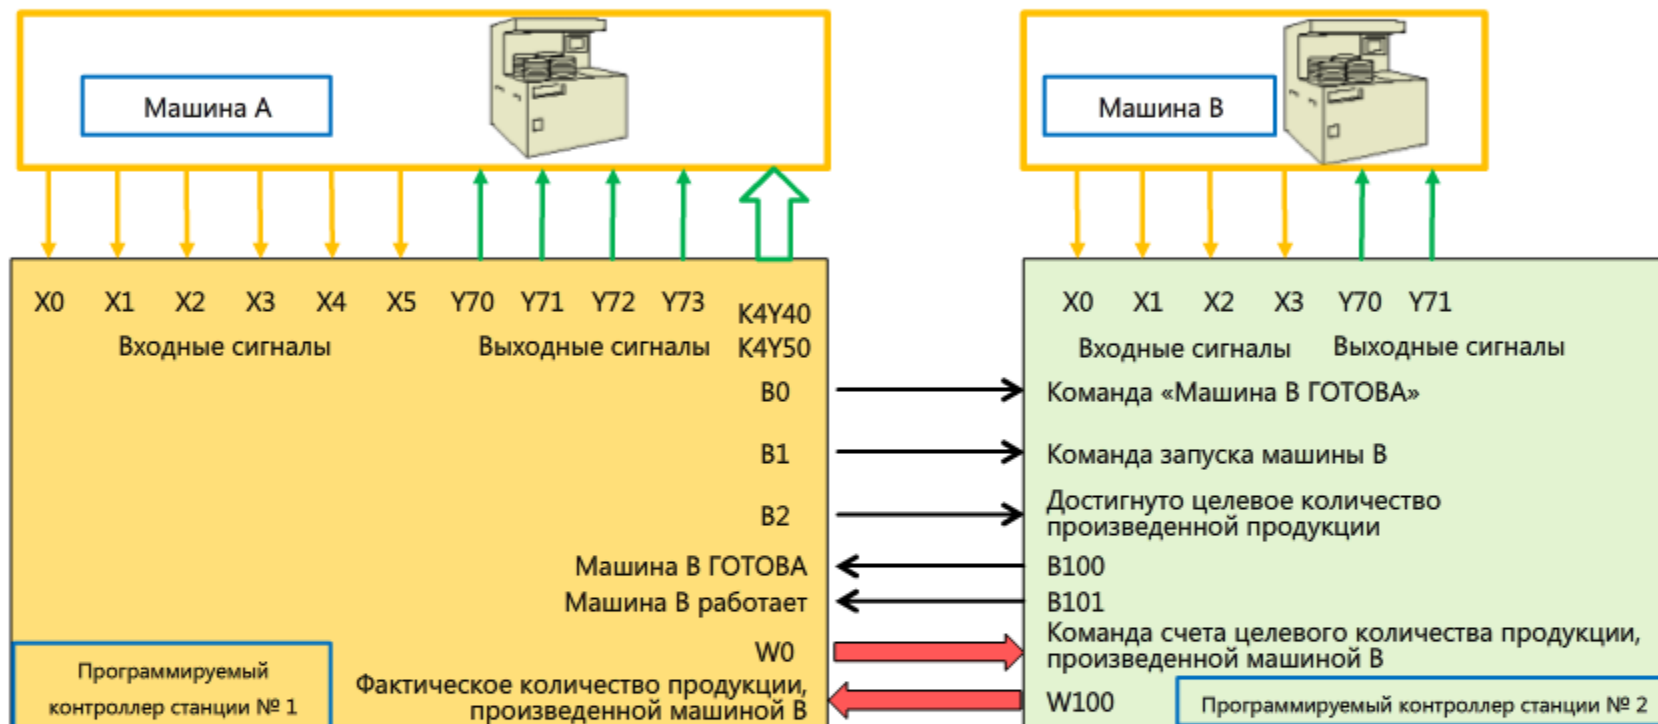 Машина A
Машина B
X0 X1 X2 X3 X4 X5 Y70 Y71 Y72 Y73 K4Y40
Входные сигналы Выходные сигналы K4Y50
X0 X1 X2 X3 Y70 Y71
Входные сигналы Выходные сигналы
B0 Команда «Машина B ГОТОВА»
B1 Команда запуска машины B
B2 Достигнуто целевое количество
произведенной продукции
Машина B ГОТОВА B100
Машина B работает B101
W0 Команда счета целевого количества продукции,
произведенной машиной B
Фактическое количество продукции,
произведенной машиной B
W100
Программируемый
контроллер станции № 1
Программируемый контроллер станции № 2